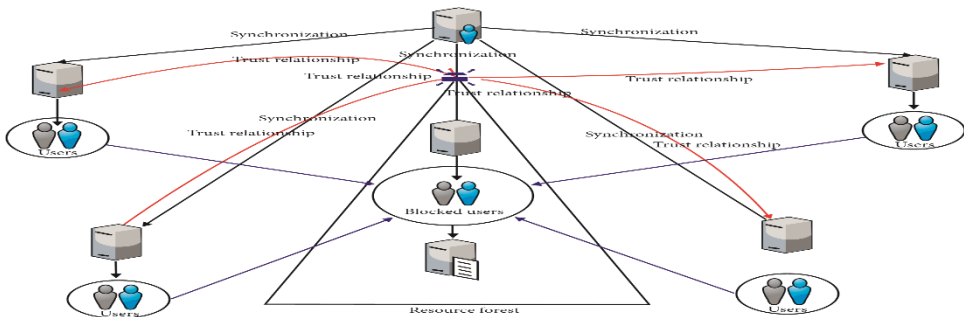 Synchronization
Synchronization
Synchronization
Trust relationship
Trust relationship
Trust relationship
Trust relationship
Synchronization
Trust relationship
Synchronization
Trust relationship
Users
Users
Blocked users
Users
Users
Resource forest